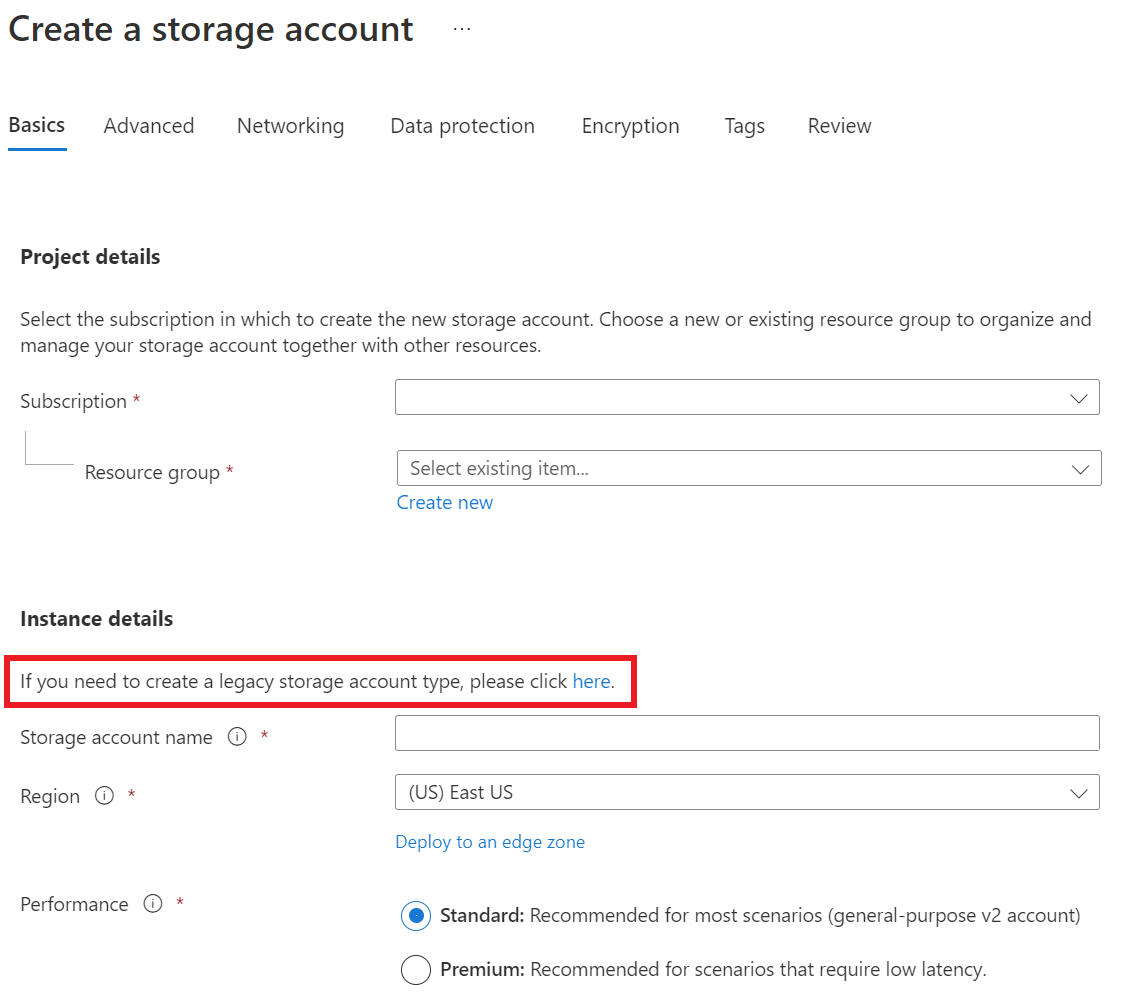 Create a storage account ...
Basics Advanced Networking Data protection Encryption Tags Review
Project details
Select the subscription in which to create the new storage account. Choose a new or existing resource group to organize and
manage your storage account together with other resources.
Subscription *
Resource group * Select existing item...
Create new
Instance details
If you need to create a legacy storage account type, please click here.
Storage account name *
Region * (US) East US
Deploy to an edge zone
Performance * Standard: Recommended for most scenarios (general-purpose v2 account)
Premium: Recommended for scenarios that require low latency.